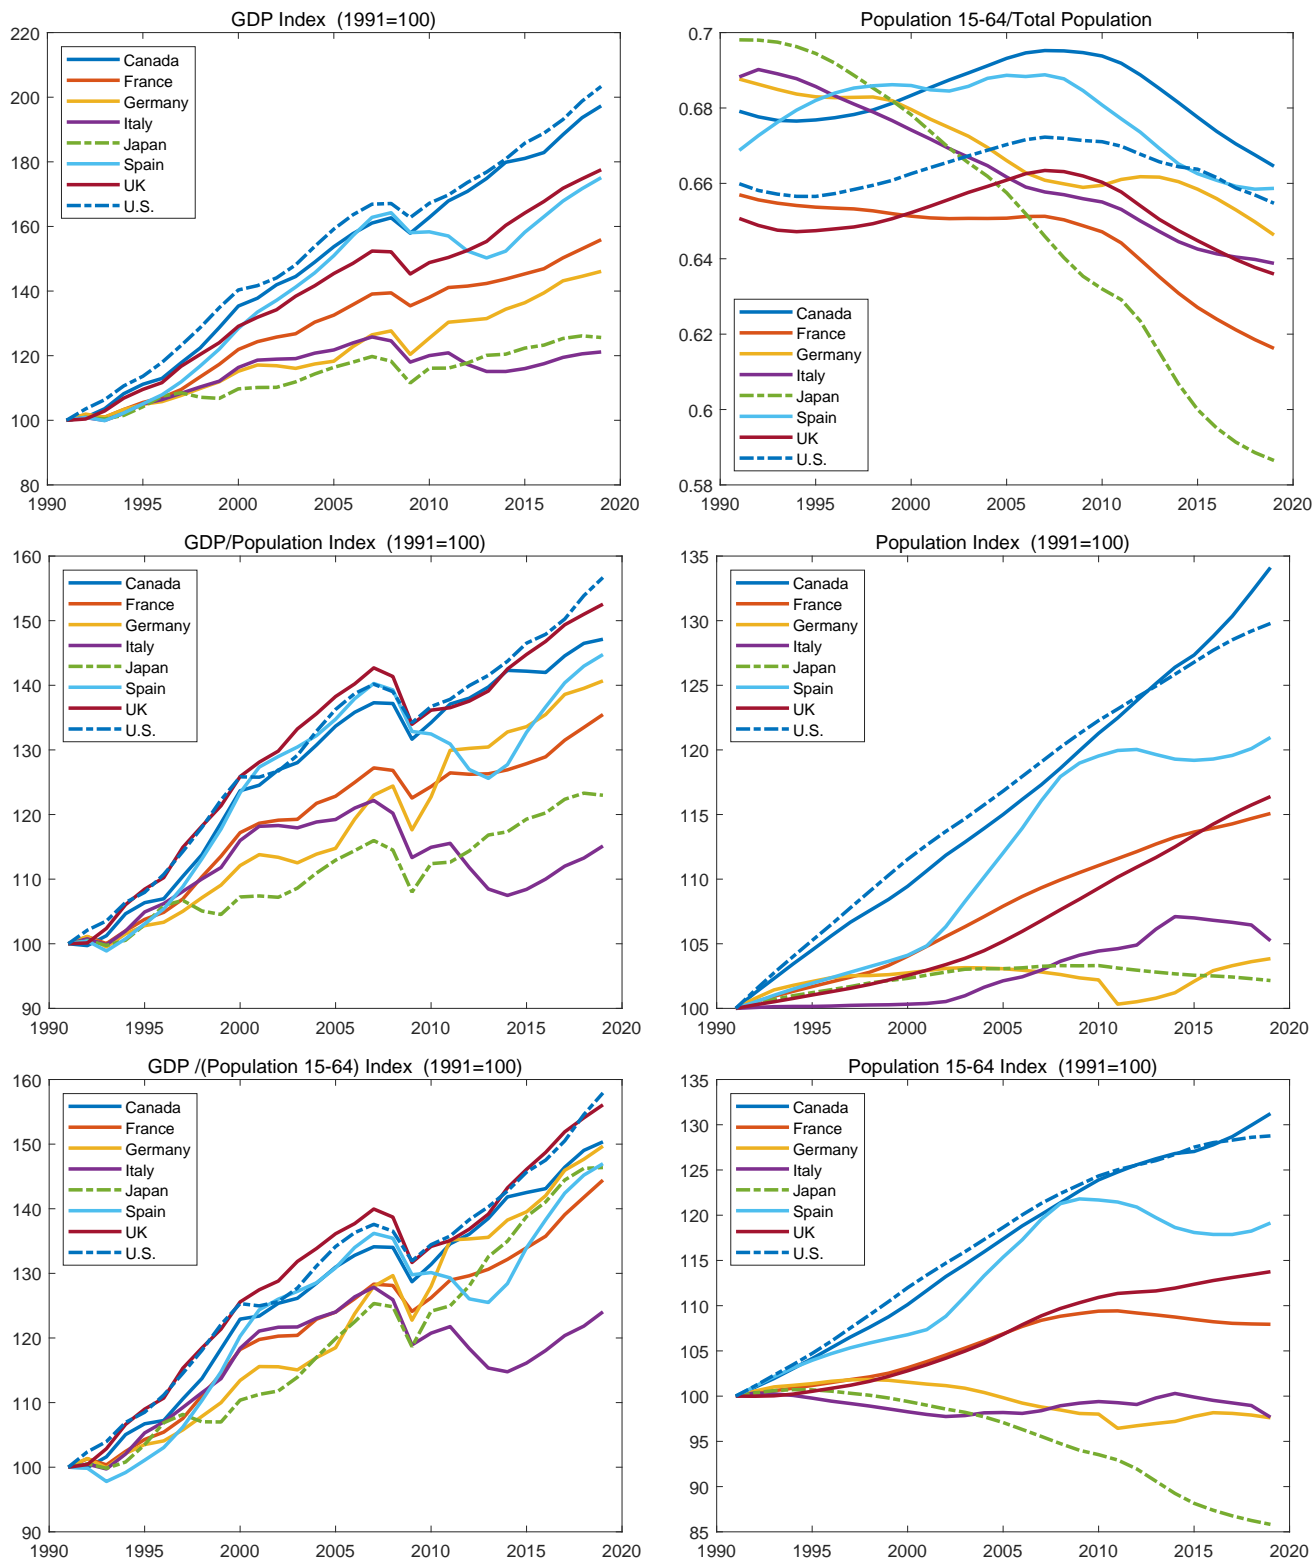 GDP Index (1991=100)
220
200
180
160
140
120
100
80
Canada
France
Germany
Italy
Japan
Spain
UK
U.S.
1990 1995 2000 2005 2010 2015 2020
Population 15-64/Total Population
0.7
0.68
0.66
0.64
0.62
0.6
0.58
Canada
France
Germany
Italy
Japan
Spain
UK
U.S.
1990 1995 2000 2005 2010 2015 2020
GDP/Population Index (1991=100)
160
150
140
130
120
110
100
90
Canada
France
Germany
Italy
Japan
Spain
UK
U.S.
1990 1995 2000 2005 2010 2015 2020
Population Index (1991=100)
135
130
125
120
115
110
105
100
Canada
France
Germany
Italy
Japan
Spain
UK
U.S.
1990 1995 2000 2005 2010 2015 2020
GDP /(Population 15-64) Index (1991=100)
160
150
140
130
120
110
100
90
Canada
France
Germany
Italy
Japan
Spain
UK
U.S.
1990 1995 2000 2005 2010 2015 2020
Population 15-64 Index (1991=100)
135
130
125
120
115
110
105
100
95
90
85
Canada
France
Germany
Italy
Japan
Spain
UK
U.S.
1990 1995 2000 2005 2010 2015 2020